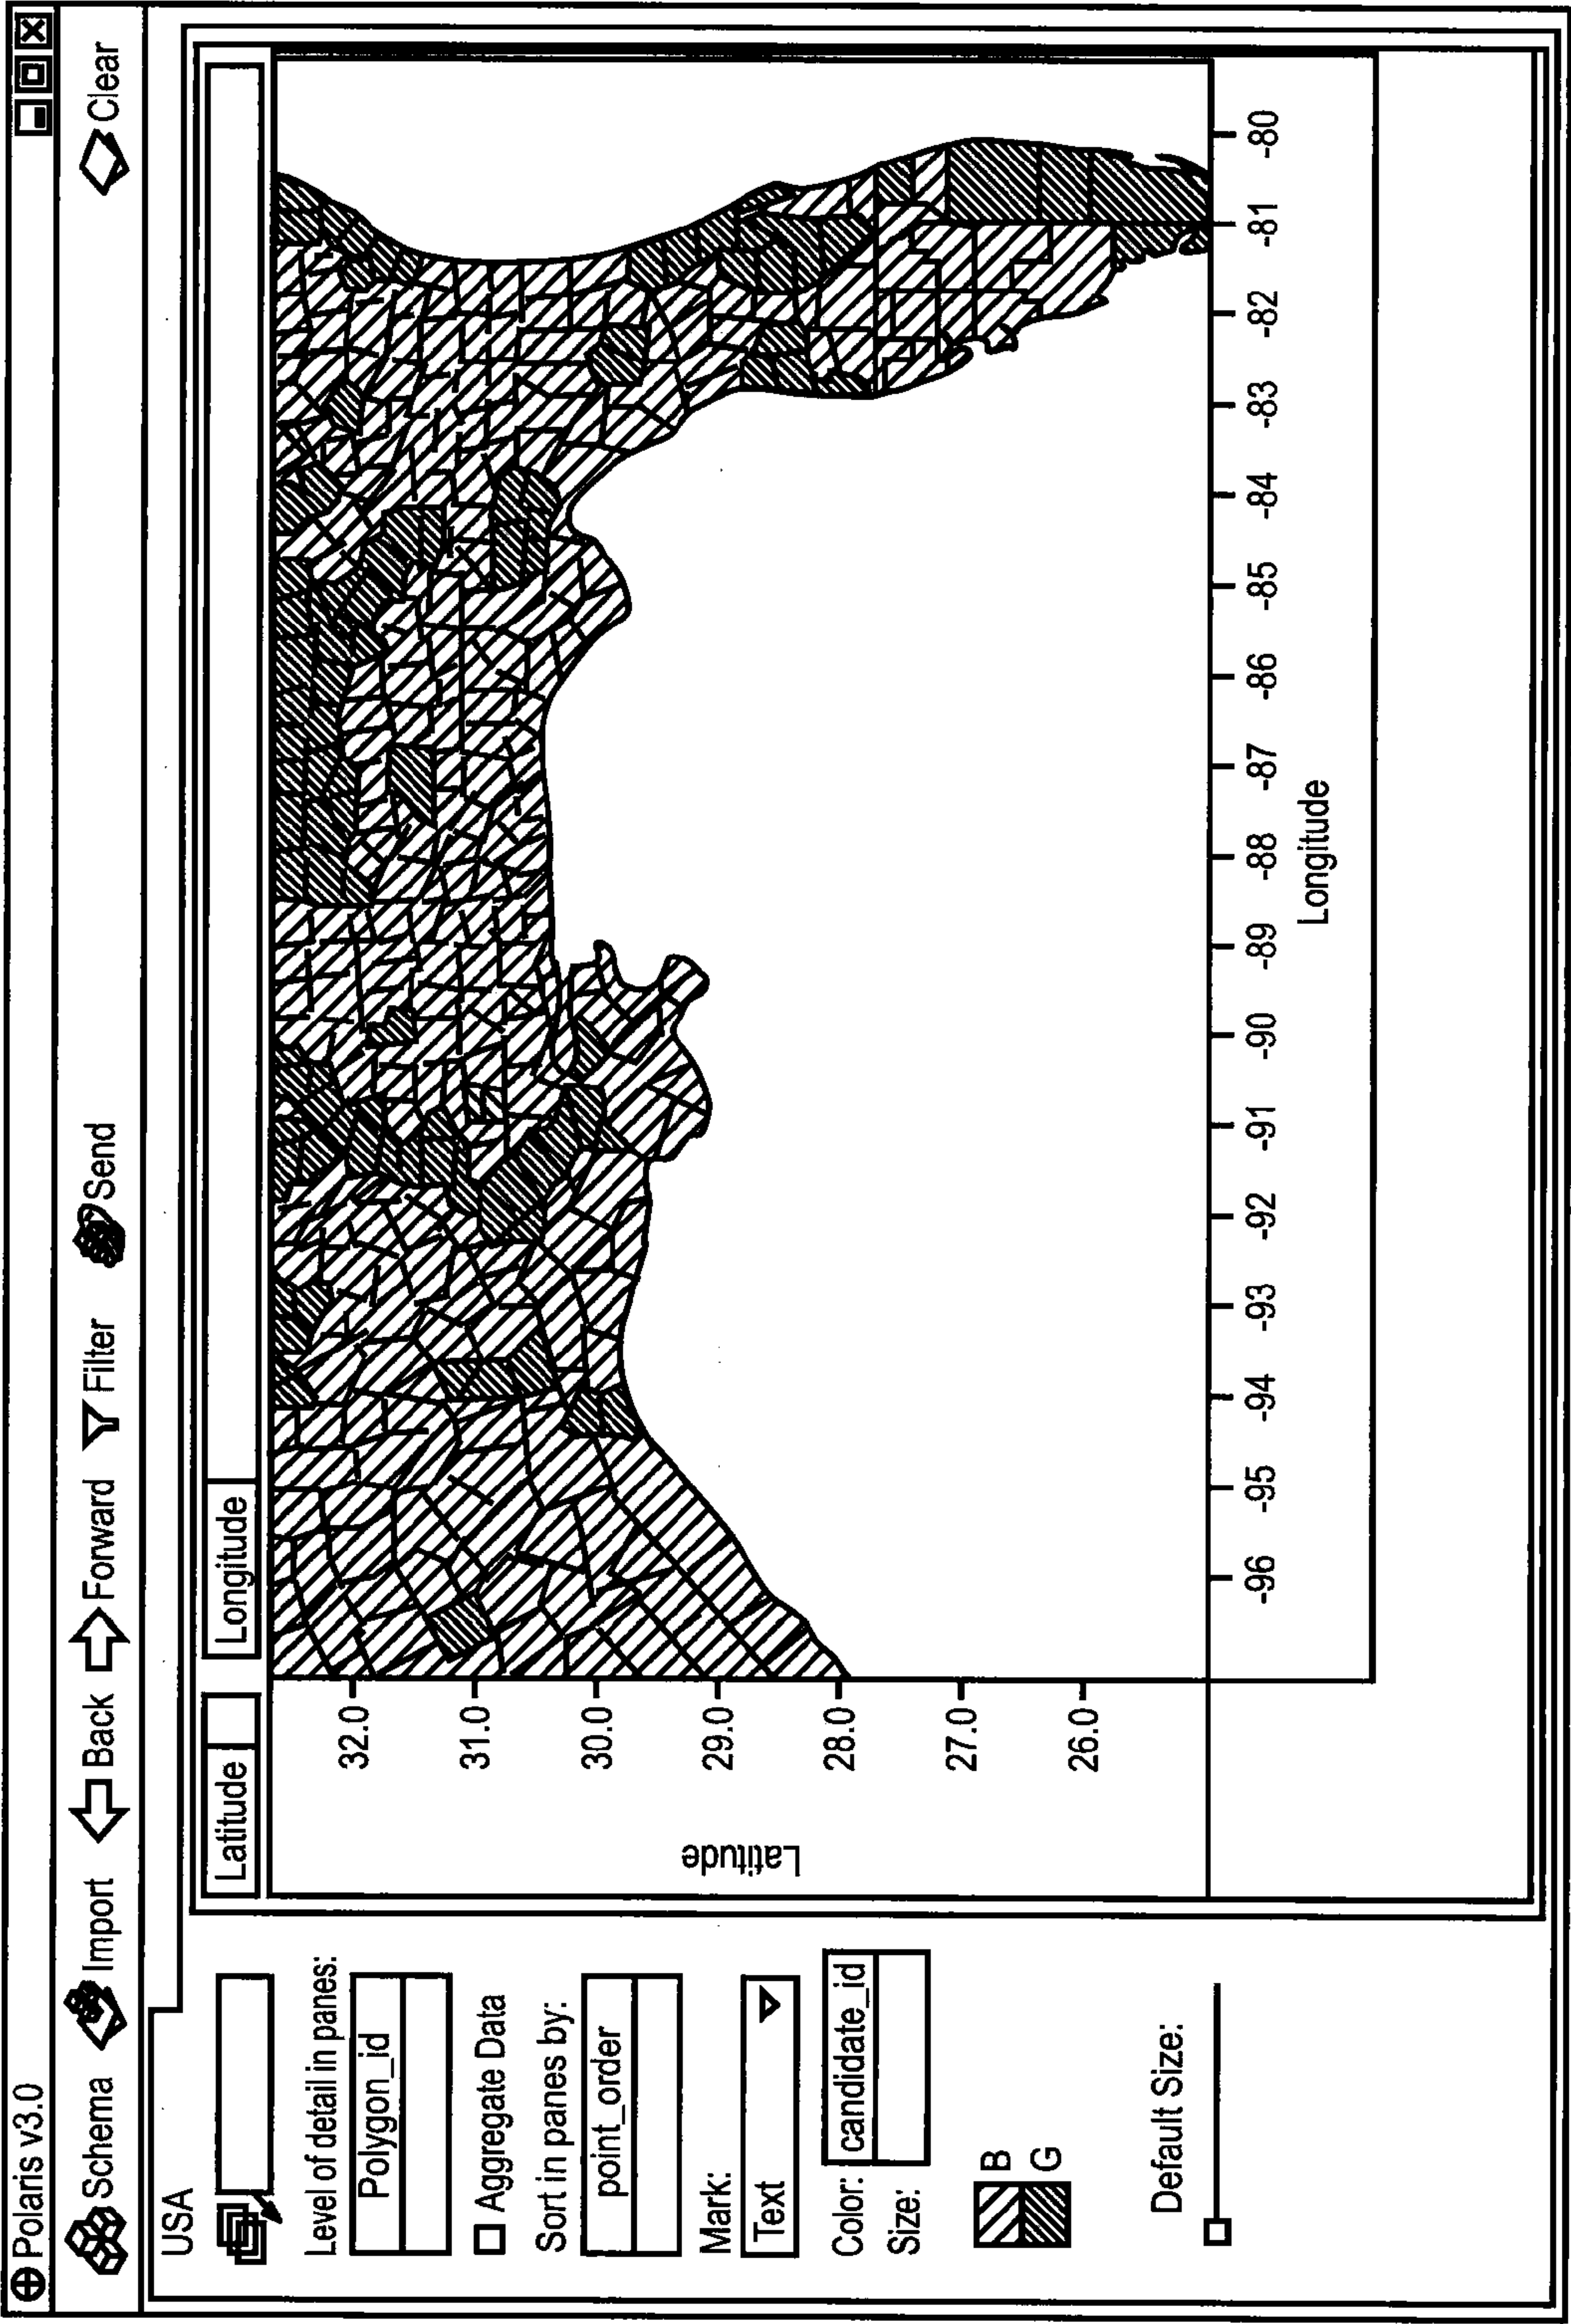 Polaris v3.0
Schema Import Back Forward Filter Send Clear
USA
Level of detail in panes:
Polygon_id
Aggregate Data
Sort in panes by:
point_order
Mark:
Text
Color: candidate_id
Size:
B
G
Default Size:
Latitude Longitude
Latitude
32.0
31.0
30.0
29.0
28.0
27.0
26.0
-96 -95 -94 -93 -92 -91 -90 -89 -88 -87 -86 -85 -84 -83 -82 -81 -80
Longitude